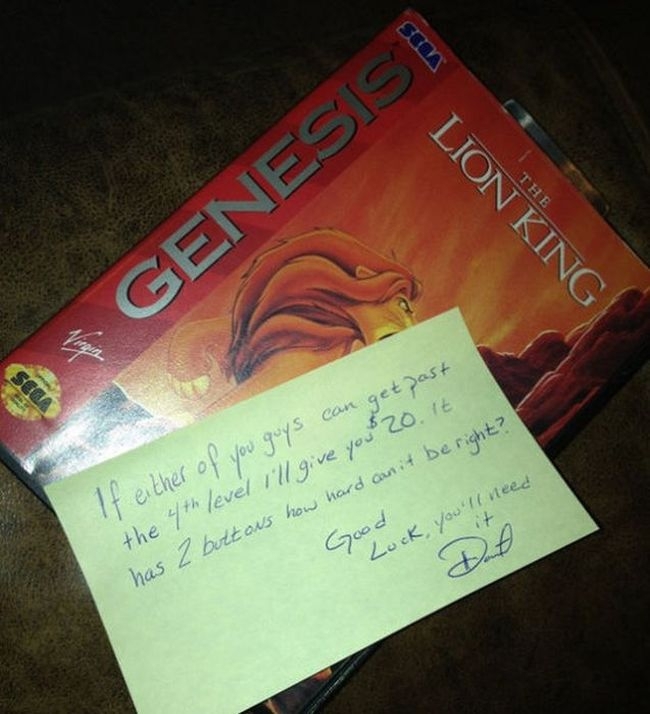 SEGA
GENESIS
THE
LION KING
Virgin
SEGA
If either of you guys can get past
the 4th level I'll give you $20. It
has 2 buttons how hard can it be right?
Good
Luck, you'll need
it